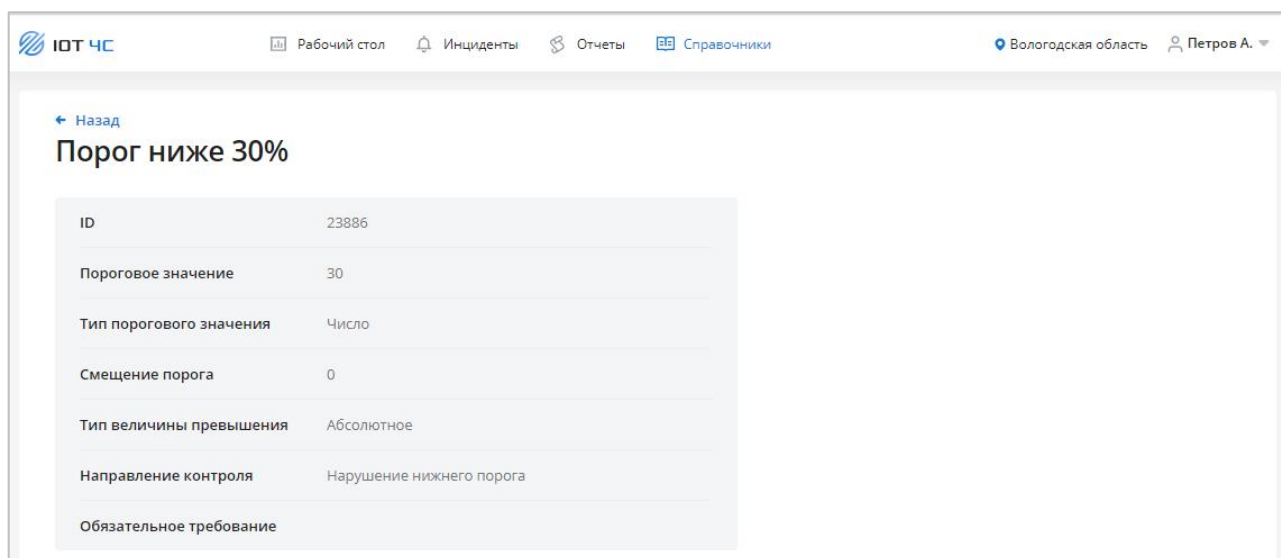 IOT ЧС Рабочий стол Инциденты Отчеты Справочники Вологодская область Петров А.
Назад
Порог ниже 30%
ID 23886
Пороговое значение 30
Тип порогового значения Число
Смещение порога 0
Тип величины превышения Абсолютное
Направление контроля Нарушение нижнего порога
Обязательное требование